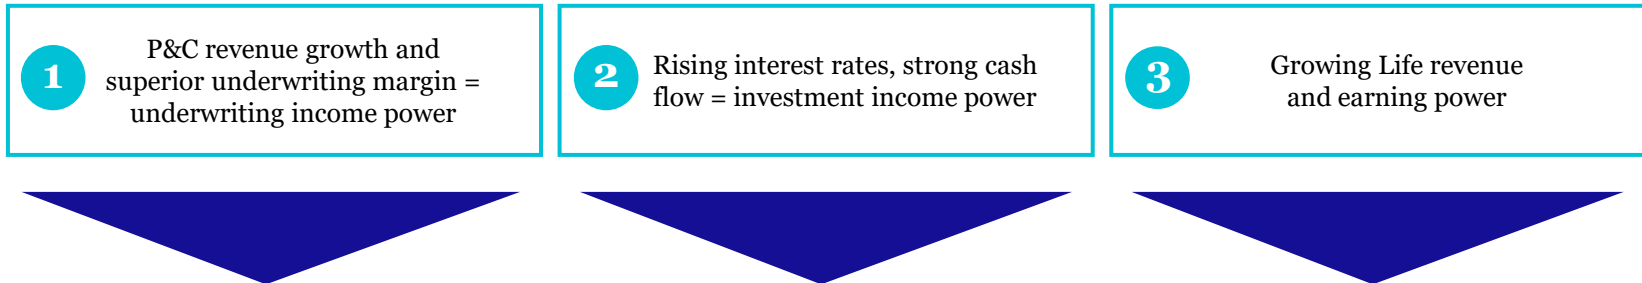 1
P&C revenue growth and
superior underwriting margin =
underwriting income power
2
Rising interest rates, strong cash
flow = investment income power
3
Growing Life revenue
and earning power